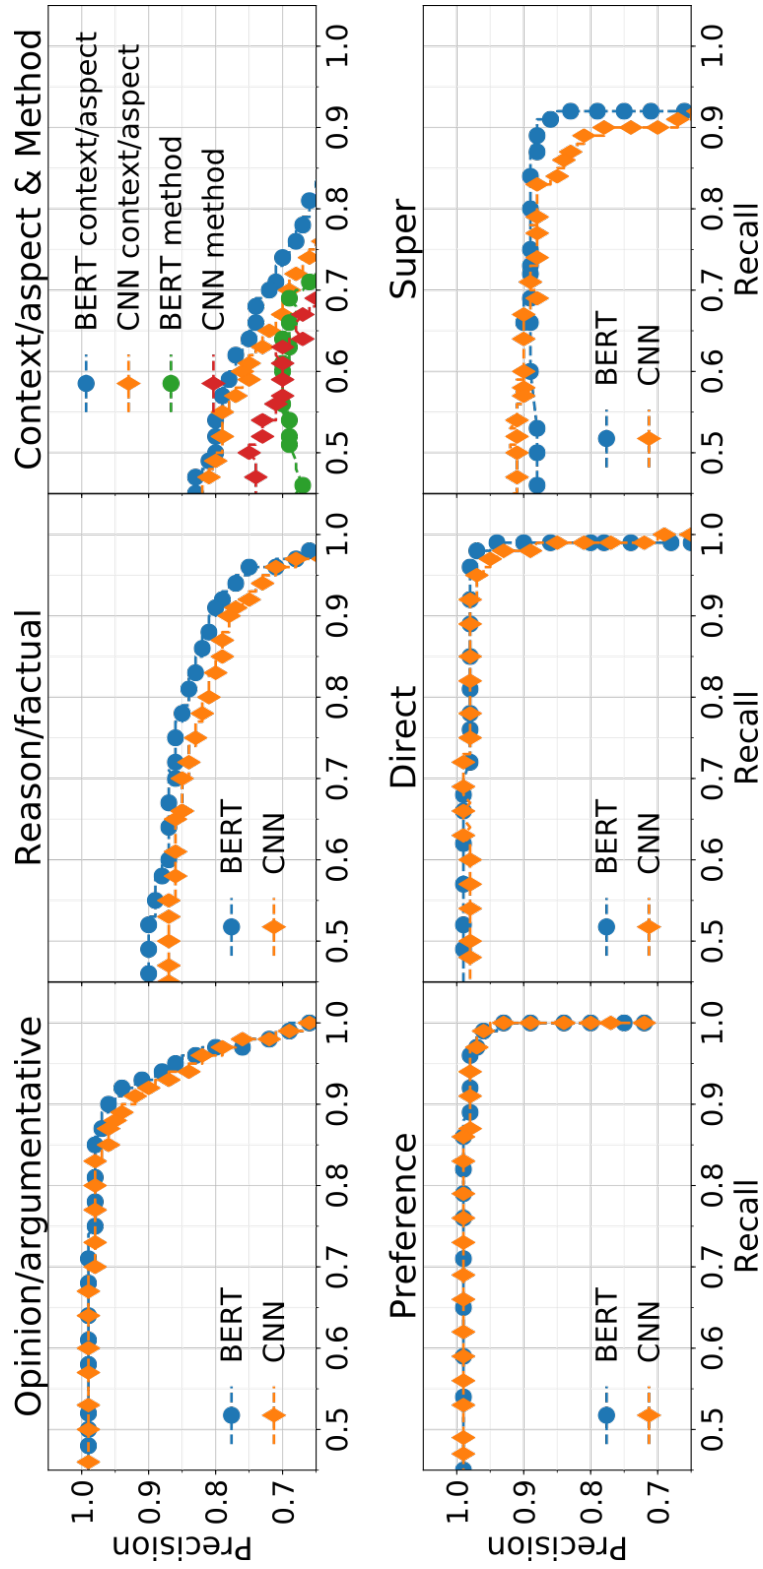 Opinion/argumentative
Precision
1.0
0.9
0.8
0.7
BERT
CNN
0.5 0.6 0.7 0.8 0.9 1.0
Reason/factual
BERT
CNN
0.5 0.6 0.7 0.8 0.9 1.0
Context/aspect & Method
BERT context/aspect
CNN context/aspect
BERT method
CNN method
0.5 0.6 0.7 0.8 0.9 1.0
Preference
Precision
1.0
0.9
0.8
0.7
BERT
CNN
0.5 0.6 0.7 0.8 0.9 1.0
Recall
Direct
BERT
CNN
0.5 0.6 0.7 0.8 0.9 1.0
Recall
Super
BERT
CNN
0.5 0.6 0.7 0.8 0.9 1.0
Recall